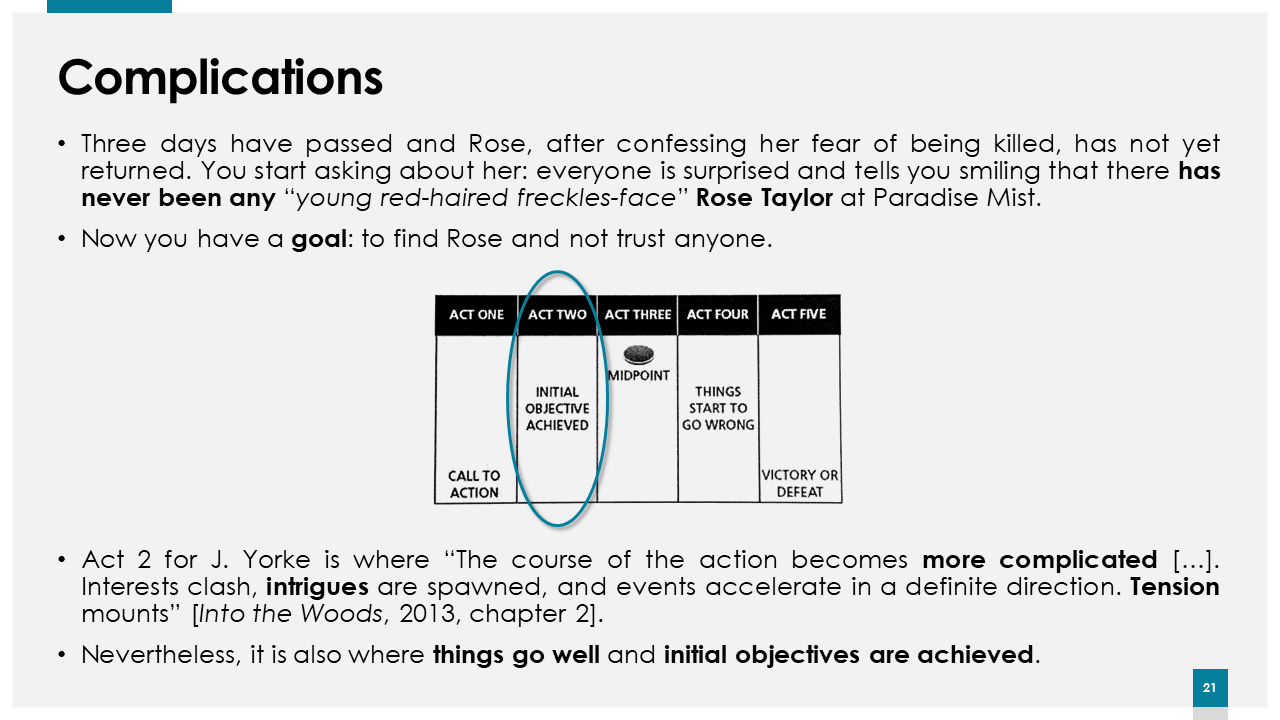 Complications
• Three days have passed and Rose, after confessing her fear of being killed, has not yet
returned. You start asking about her: everyone is surprised and tells you smiling that there has
never been any “young red-haired freckles-face” Rose Taylor at Paradise Mist.
• Now you have a goal: to find Rose and not trust anyone.
ACT ONE ACT TWO ACT THREE ACT FOUR ACT FIVE
MIDPOINT
INITIAL THINGS
OBJECTIVE START TO
ACHIEVED GO WRONG
CALL TO VICTORY OR
ACTION DEFEAT
• Act 2 for J. Yorke is where “The course of the action becomes more complicated […].
Interests clash, intrigues are spawned, and events accelerate in a definite direction. Tension
mounts” [Into the Woods, 2013, chapter 2].
• Nevertheless, it is also where things go well and initial objectives are achieved.
21